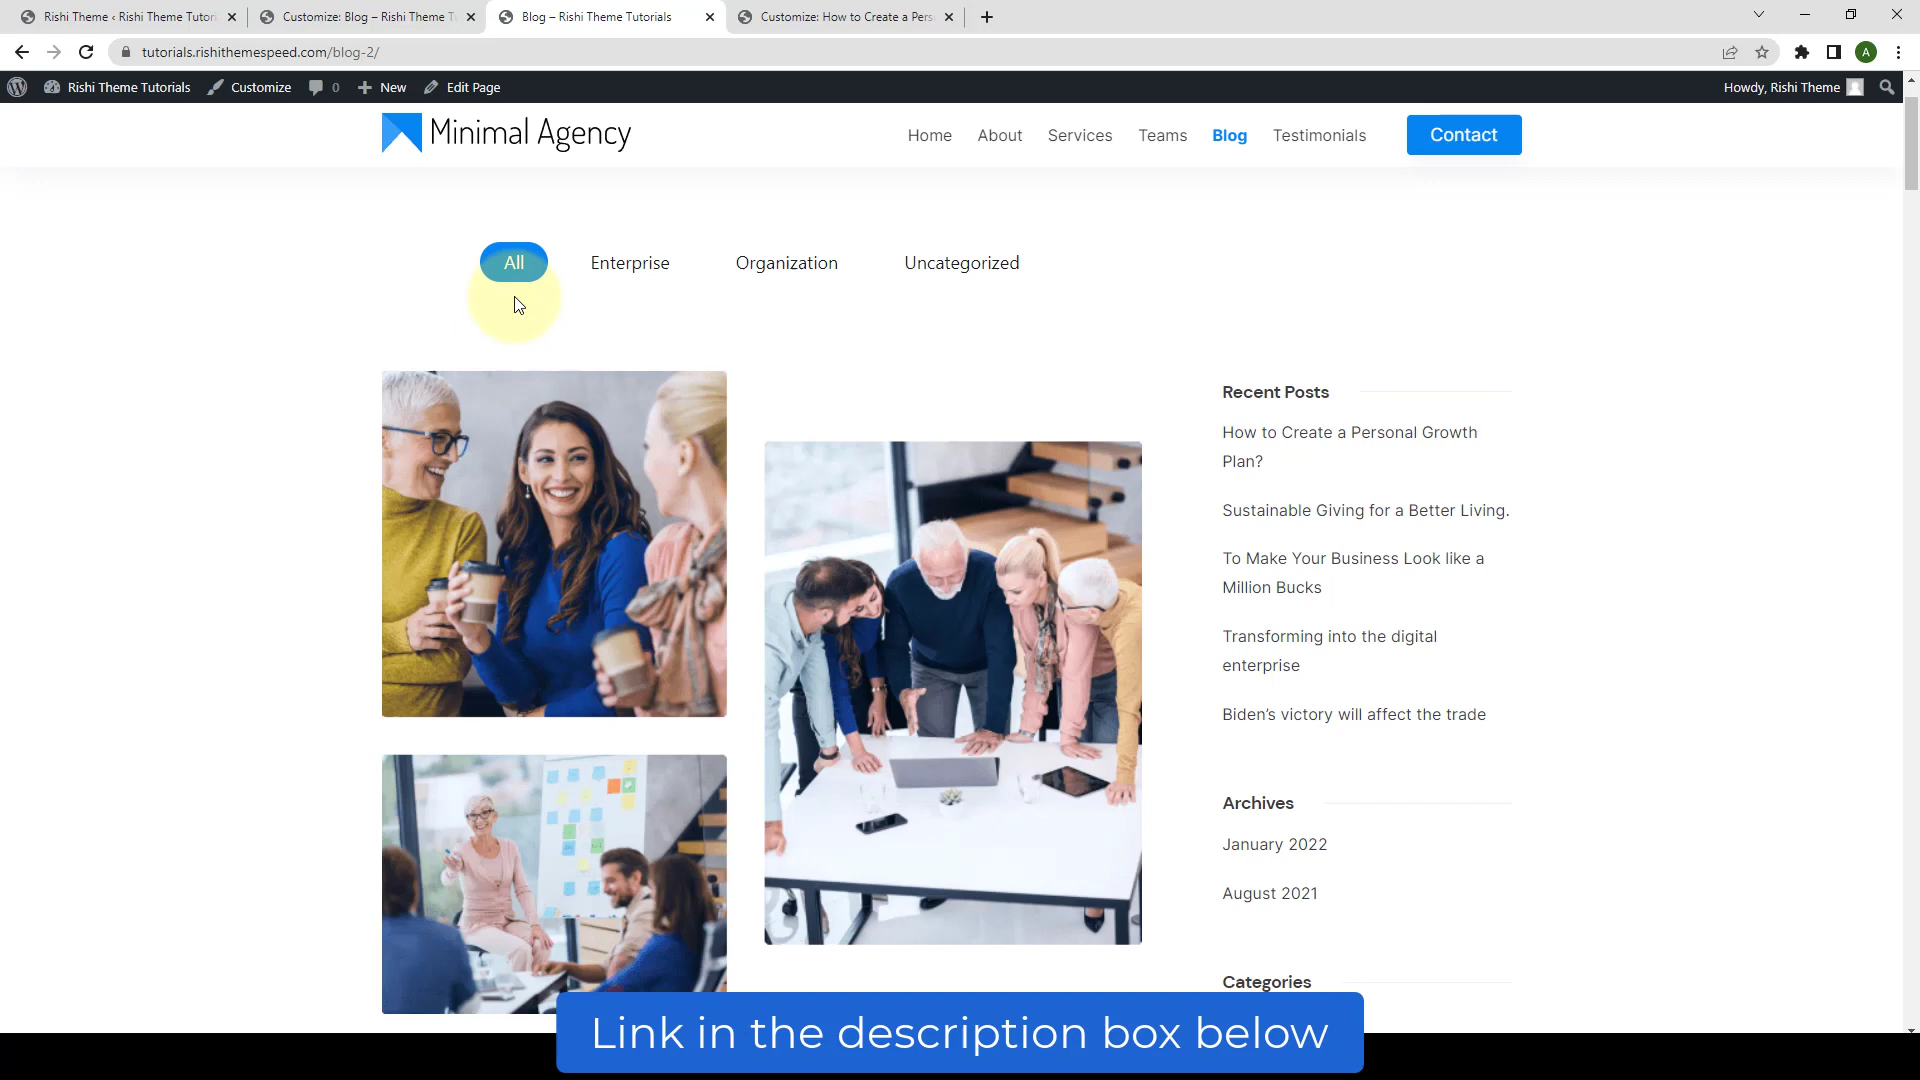 Rishi Theme ‹ Rishi Theme Tutori
Customize: Blog – Rishi Theme T
Blog – Rishi Theme Tutorials
Customize: How to Create a Pers
tutorials.rishithemespeed.com/blog-2/
A
Rishi Theme Tutorials
Customize
0
New
Edit Page
Howdy, Rishi Theme
Minimal Agency
Home
About
Services
Teams
Blog
Testimonials
Contact
All
Enterprise
Organization
Uncategorized
Recent Posts
How to Create a Personal Growth
Plan?
Sustainable Giving for a Better Living.
To Make Your Business Look like a
Million Bucks
Transforming into the digital
enterprise
Biden's victory will affect the trade
Archives
January 2022
August 2021
Categories
Link in the description box below